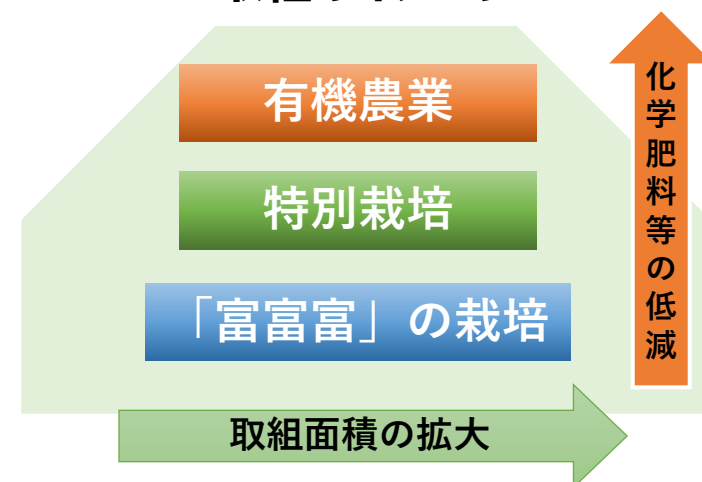 有機農業
特別栽培
「富富富」の栽培
化学肥料等の低減
取組面積の拡大